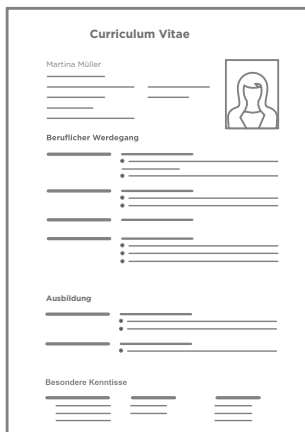 Curriculum Vitae
Martina Müller
Beruflicher Werdegang
Ausbildung
Besondere Kenntisse